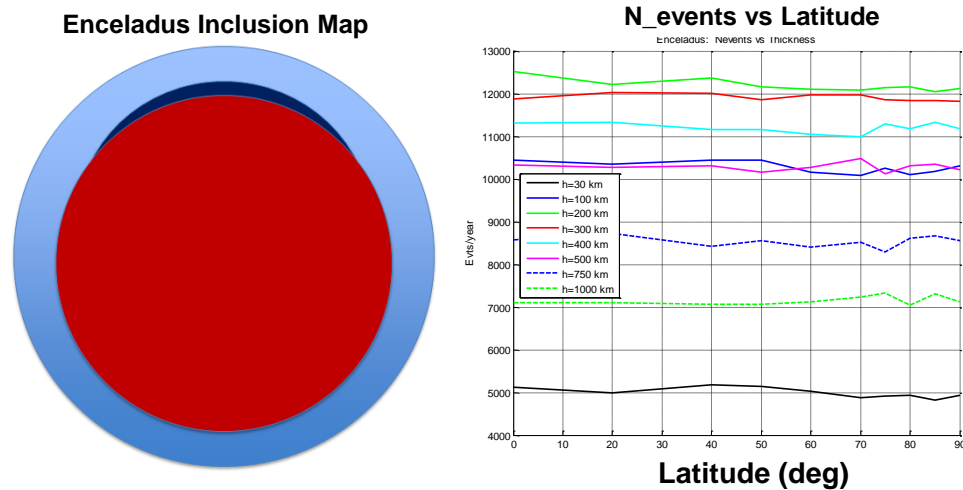 Enceladus Inclusion Map
N_events vs Latitude
Enceladus: Nevents vs Thickness
13000
12000
11000
10000
9000
8000
7000
6000
5000
4000
Evts/year
h=30 km
h=100 km
h=200 km
h=300 km
h=400 km
h=500 km
h=750 km
h=1000 km
0 10 20 30 40 50 60 70 80 90
Latitude (deg)